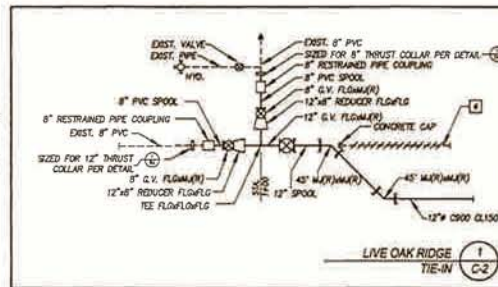 EXIST. VALVE
EXIST. PIPE
HYD.
EXIST. 8" PVC
SIZED FOR 8" THRUST COLLAR PER DETAIL
8" RESTRAINED PIPE COUPLING
8" PVC SPOOL
8" G.V. FLGxMJ(R)
12"x8" REDUCER FLGxFLG
12" G.V. FLGxMJ(R)
CONCRETE CAP
8" PVC SPOOL
8" RESTRAINED PIPE COUPLING
EXIST. 8" PVC
SIZED FOR 12" THRUST
COLLAR PER DETAIL
8" G.V. FLGxMJ(R)
12"x8" REDUCER FLGxFLG
TEE FLGxFLGxFLG
12" SPOOL
45° MJ(R)xMJ(R)
45° MJ(R)xMJ(R)
12"ø C900 CL150
LIVE OAK RIDGE
TIE-IN
1
C-2